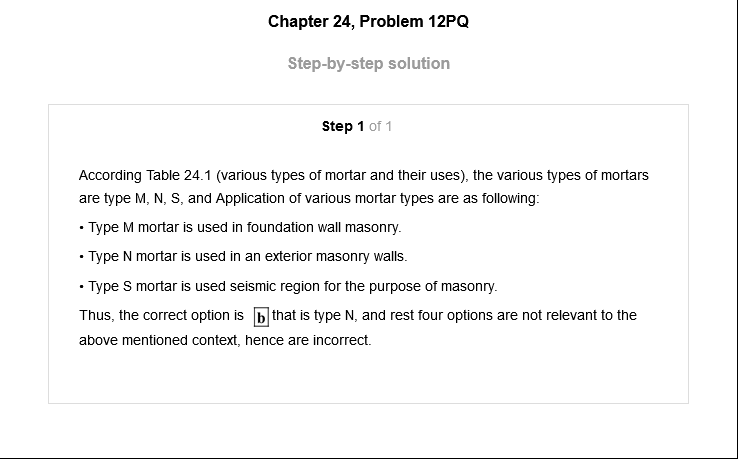 Chapter 24, Problem 12PQ
Step-by-step solution
Step 1 of 1
According Table 24.1 (various types of mortar and their uses), the various types of mortars
are type M, N, S, and Application of various mortar types are as following:
• Type M mortar is used in foundation wall masonry.
• Type N mortar is used in an exterior masonry walls.
• Type S mortar is used seismic region for the purpose of masonry.
Thus, the correct option is b that is type N, and rest four options are not relevant to the
above mentioned context, hence are incorrect.